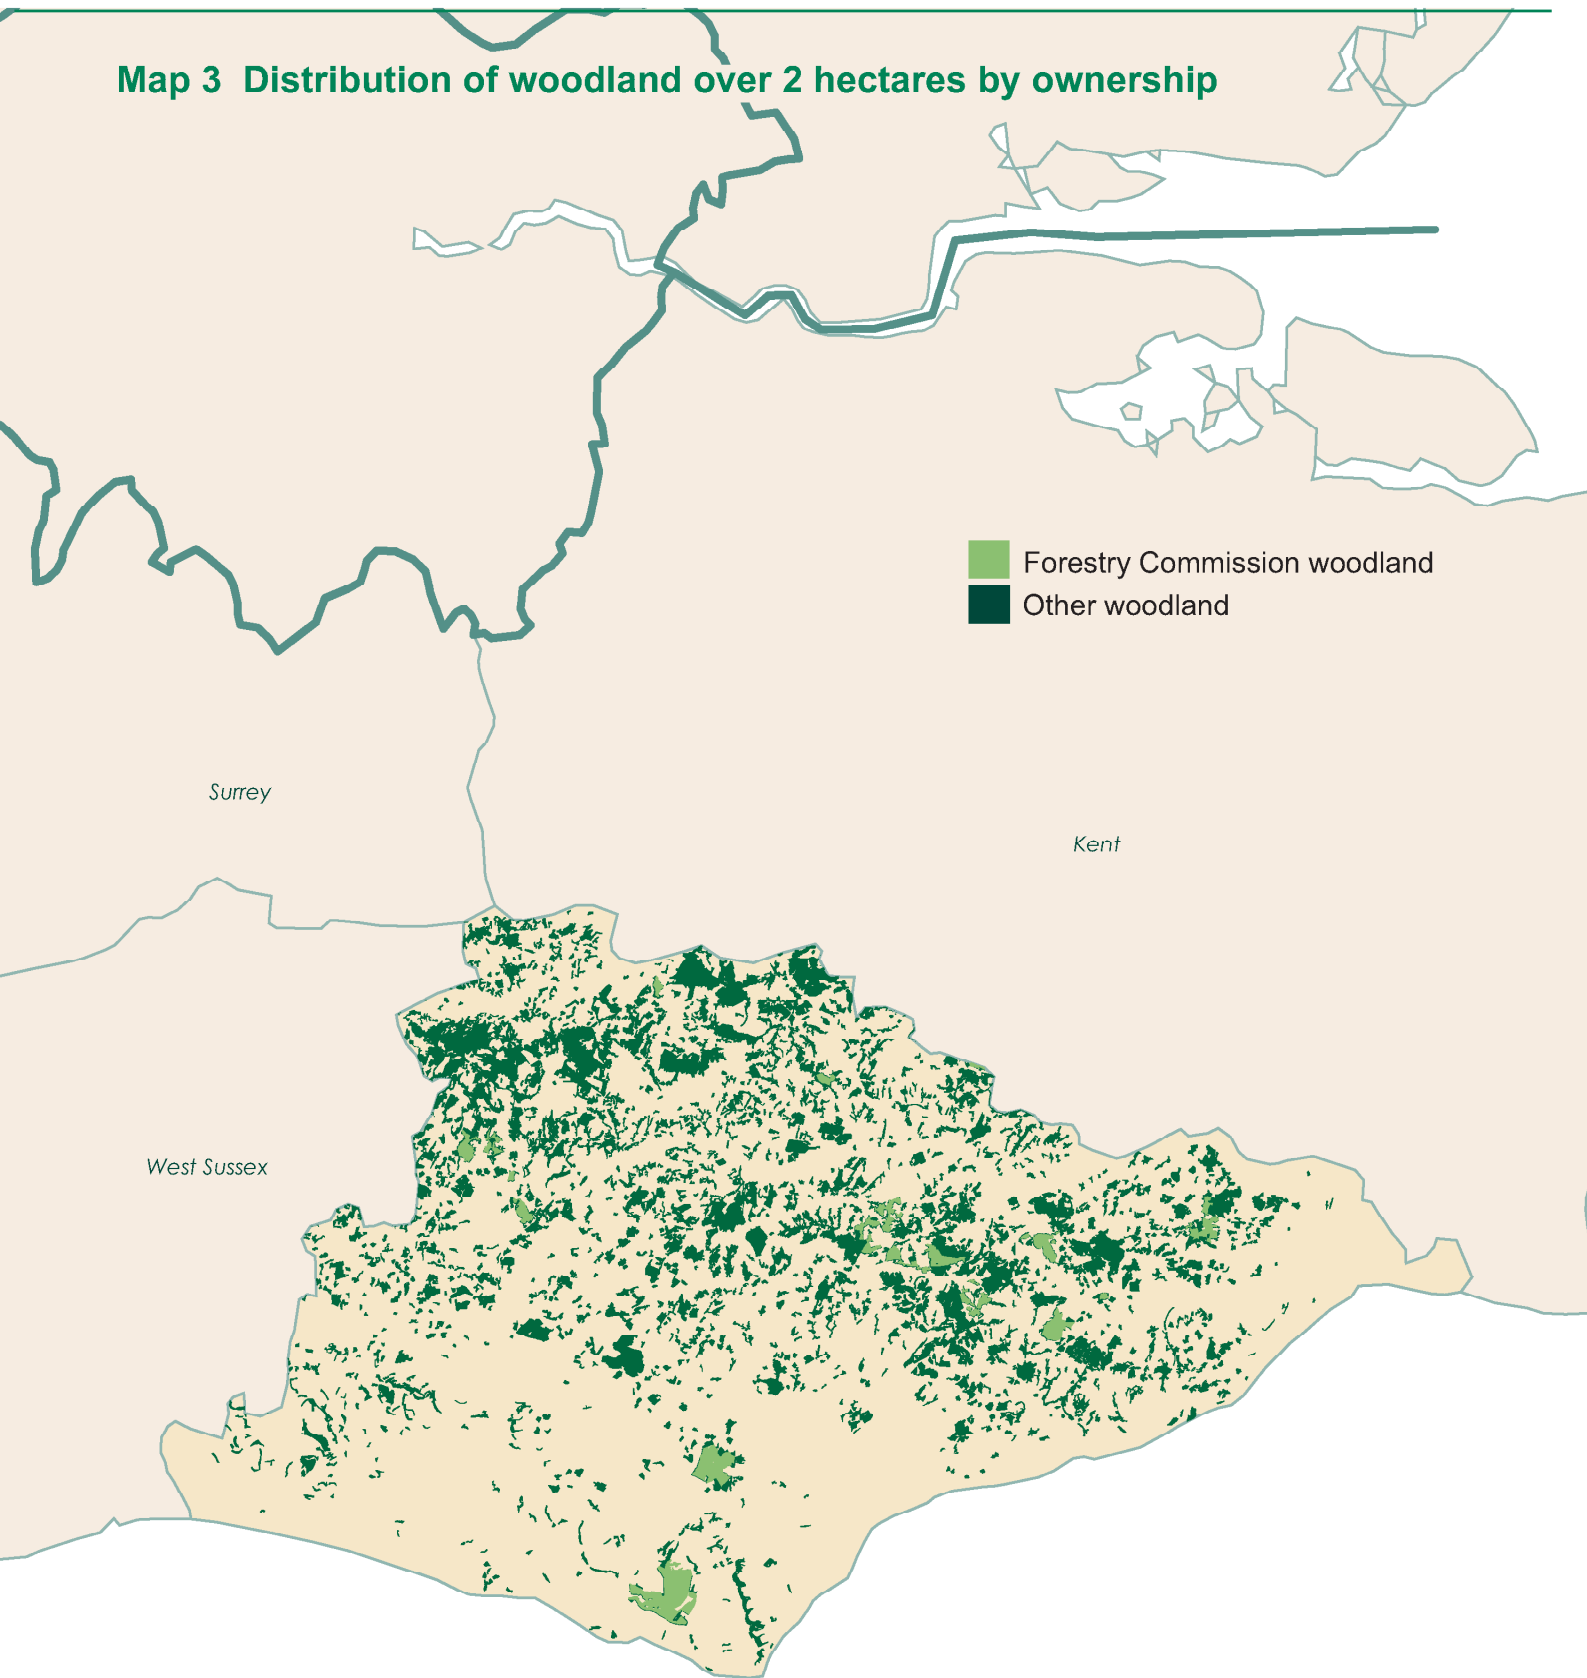 Map 3 Distribution of woodland over 2 hectares by ownership
Forestry Commission woodland
Other woodland
Surrey
Kent
West Sussex